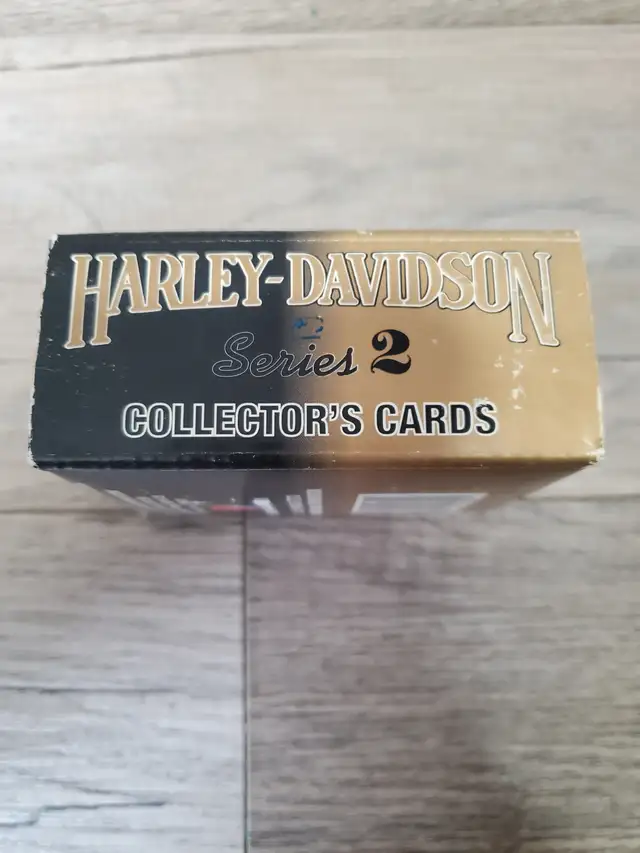 HARLEY-DAVIDSON
Series 2
COLLECTOR'S CARDS